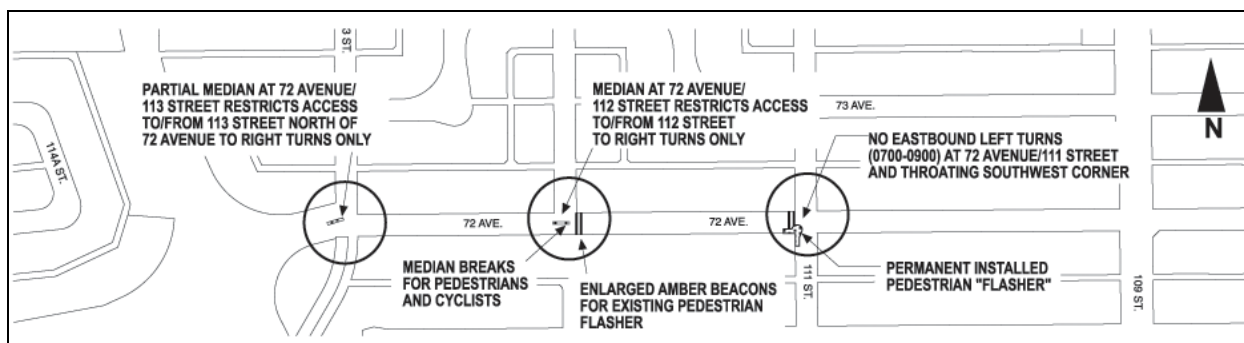 3 ST.
PARTIAL MEDIAN AT 72 AVENUE/
113 STREET RESTRICTS ACCESS
TO/FROM 113 STREET NORTH OF
72 AVENUE TO RIGHT TURNS ONLY
MEDIAN AT 72 AVENUE/
112 STREET RESTRICTS ACCESS
TO/FROM 112 STREET
TO RIGHT TURNS ONLY
73 AVE.
N
NO EASTBOUND LEFT TURNS
(0700-0900) AT 72 AVENUE/111 STREET
AND THROATING SOUTHWEST CORNER
114A ST.
72 AVE.
72 AVE.
MEDIAN BREAKS
FOR PEDESTRIANS
AND CYCLISTS
ENLARGED AMBER BEACONS
FOR EXISTING PEDESTRIAN
FLASHER
111 ST.
PERMANENT INSTALLED
PEDESTRIAN "FLASHER"
109 ST.